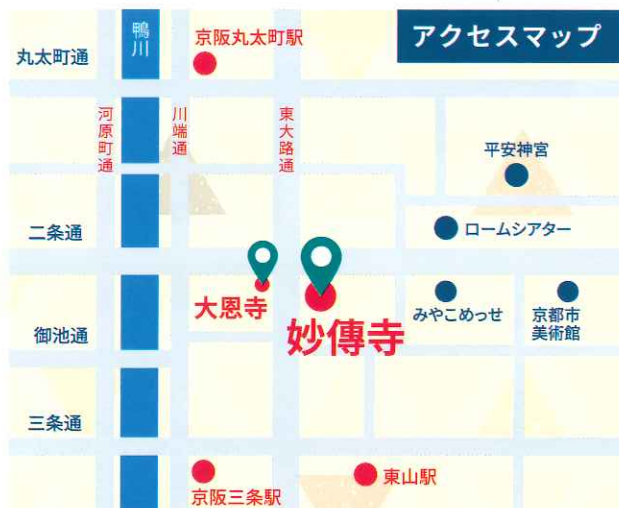 アクセスマップ
鴨川
京阪丸太町駅
丸太町通
河原町通
川端通
東大路通
平安神宮
二条通
ロームシアター
大恩寺
妙傳寺
みやこめっせ
京都市
美術館
御池通
三条通
京阪三条駅
東山駅